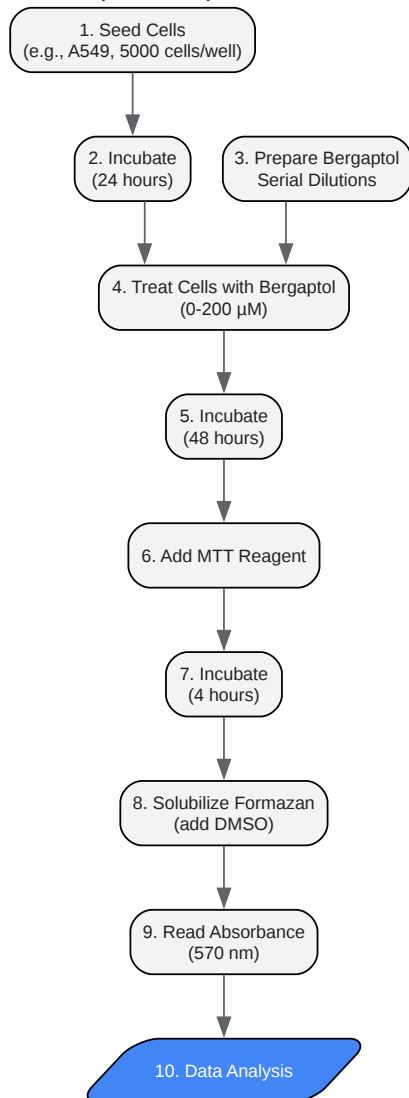 1. Seed Cells
(e.g., A549, 5000 cells/well)
2. Incubate
(24 hours)
3. Prepare Bergaptol
Serial Dilutions
4. Treat Cells with Bergaptol
(0-200 µM)
5. Incubate
(48 hours)
6. Add MTT Reagent
7. Incubate
(4 hours)
8. Solubilize Formazan
(add DMSO)
9. Read Absorbance
(570 nm)
10. Data Analysis